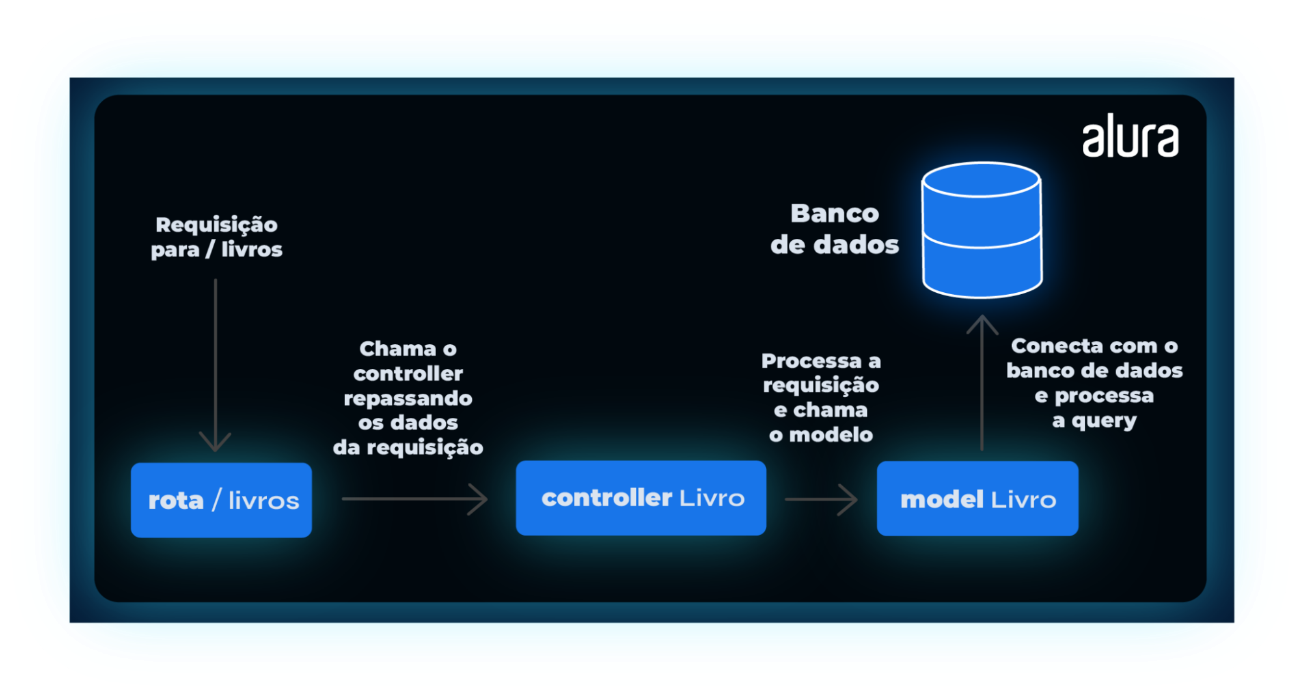 alura
Requisição
para / livros
rota / livros
Chama o
controller
repassando
os dados
da requisição
controller Livro
Processa a
requisição
e chama
o modelo
model Livro
Conecta com o
banco de dados
e processa
a query
Banco
de dados